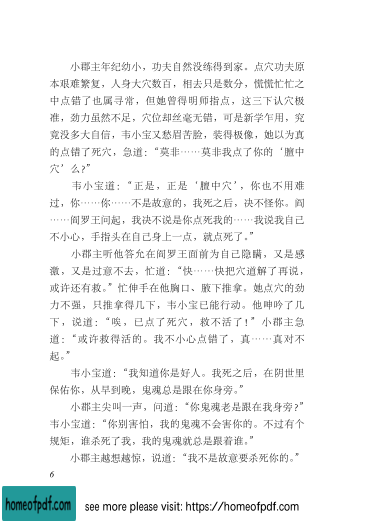 小郡主年纪幼小，功夫自然没练得到家。点穴功夫原
本艰难繁复，人身大穴数百，相去只是数分，慌慌忙忙之
中点错了也属寻常，但她曾得明师指点，这三下认穴极
准，劲力虽然不足，穴位却丝毫无错，可是新学乍用，究
竟没多大自信，韦小宝又愁眉苦脸，装得极像，她以为真
的点错了死穴，急道：“莫非……莫非我点了你的‘膻中
穴’么？”
韦小宝道：“正是，正是‘膻中穴’，你也不用难
过，你……你……不是故意的，我死之后，决不怪你。阎
……阎罗王问起，我决不说是你点死我的……我说我自己
不小心，手指头在自己身上一点，就点死了。”
小郡主听他答允在阎罗王面前为自己隐瞒，又是感
激，又是过意不去，忙道：“快……快把穴道解了再说，
或许还有救。”忙伸手在他胸口、腋下推拿。她点穴的劲
力不强，只推拿得几下，韦小宝已能行动。他呻吟了几
下，说道：“唉，已点了死穴，救不活了！”小郡主急
道：“或许救得活的。我不小心点错了，真……真对不
起。”
韦小宝道：“我知道你是好人。我死之后，在阴世里
保佑你，从早到晚，鬼魂总是跟在你身旁。”
小郡主尖叫一声，问道：“你鬼魂老是跟在我身旁？”
韦小宝道：“你别害怕，我的鬼魂不会害你的。不过有个
规矩，谁杀死了我，我的鬼魂就总是跟着谁。”
小郡主越想越惊，说道：“我不是故意要杀死你的。”
6
homeofpdf.com
see more please visit: https://homeofpdf.com